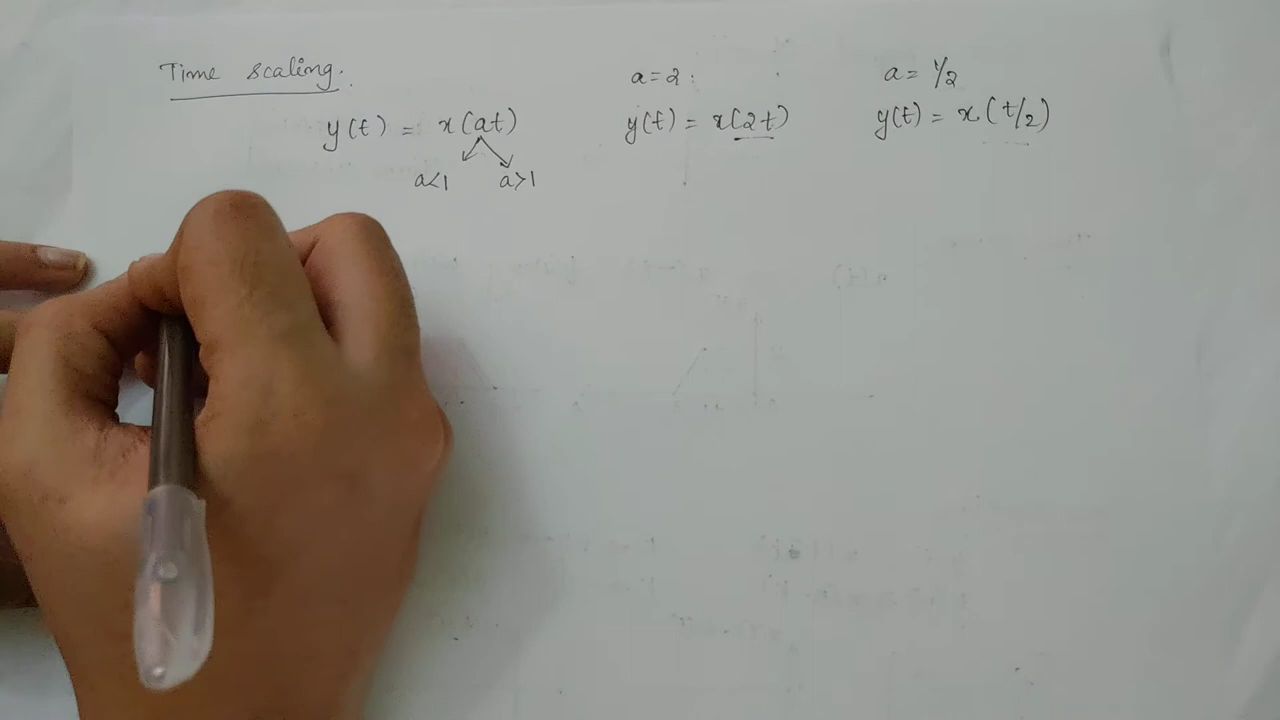 Time scaling.
y(t) = x(at)
a<1 a>1
a=2:
y(t) = x(2t)
a= 1/2
y(t) = x(t/2)